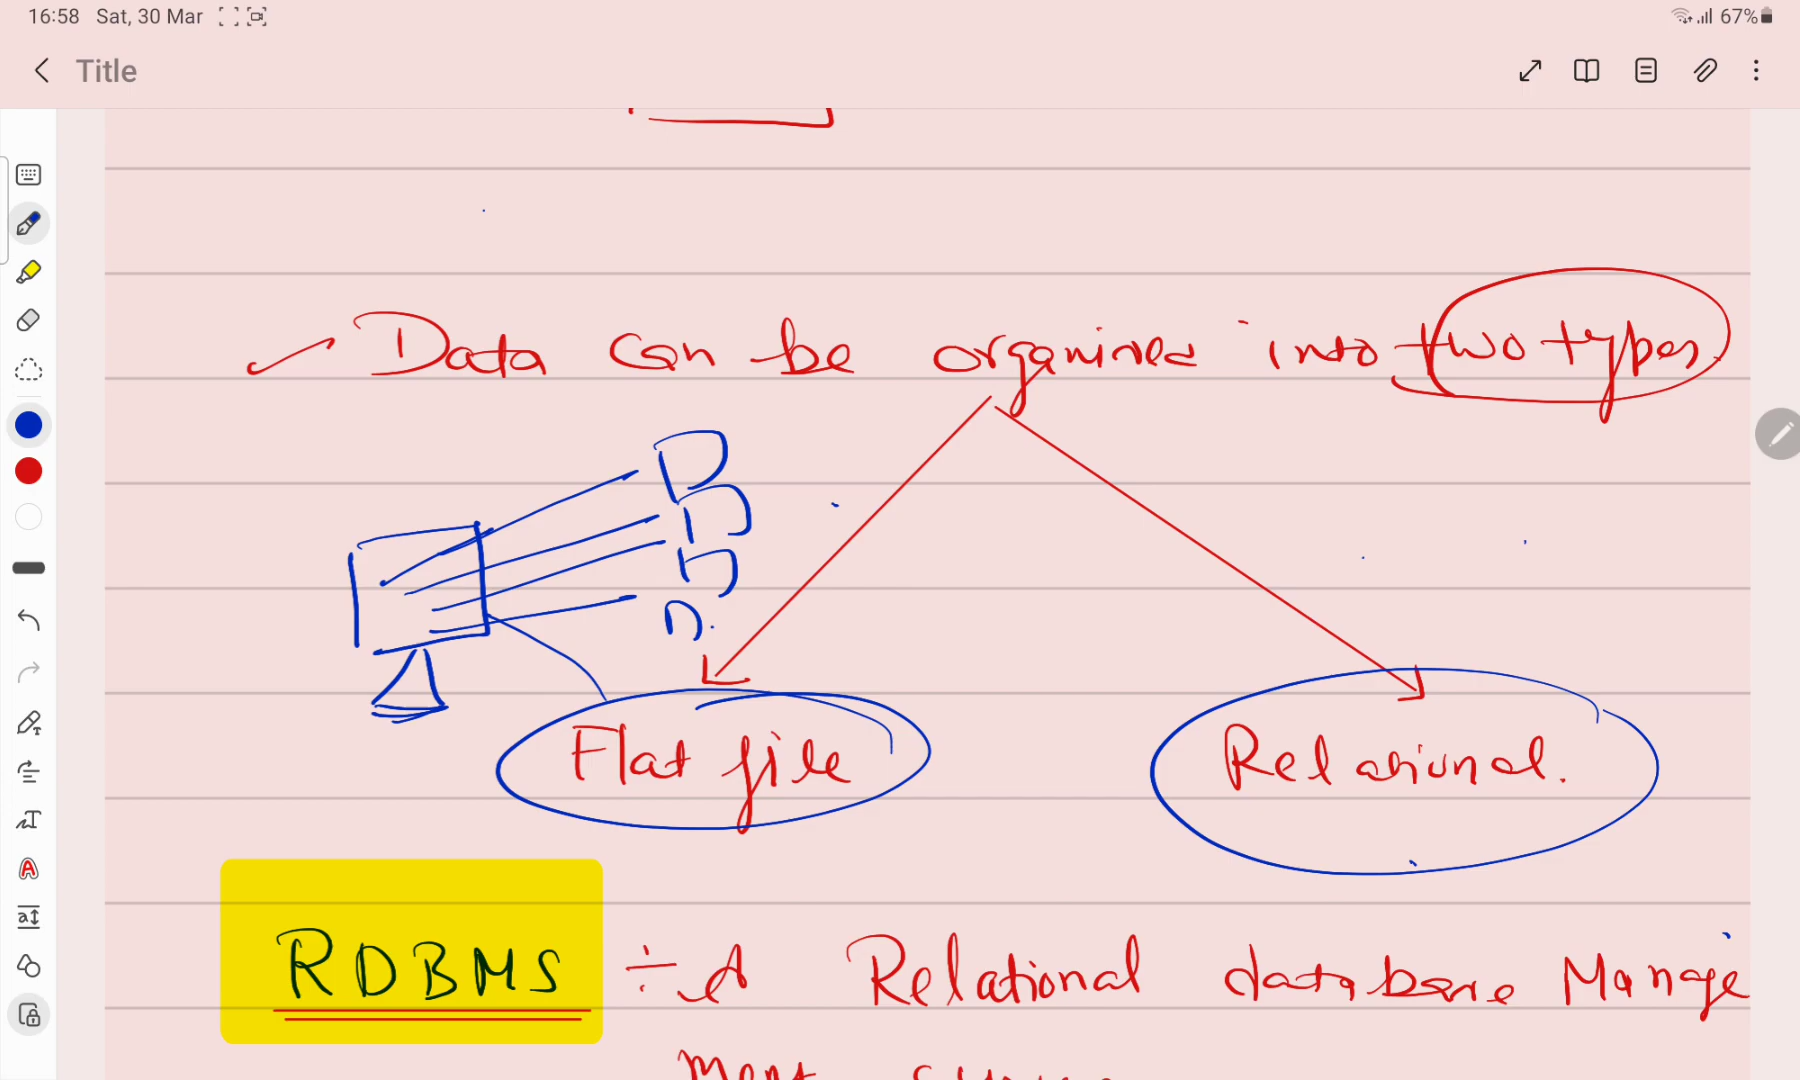 16:58 Sat, 30 Mar 67%
Title
Data can be organized into two types.
D
D
D
D.
Flat file Relational.
RDBMS ÷ A Relational database Manage
ment